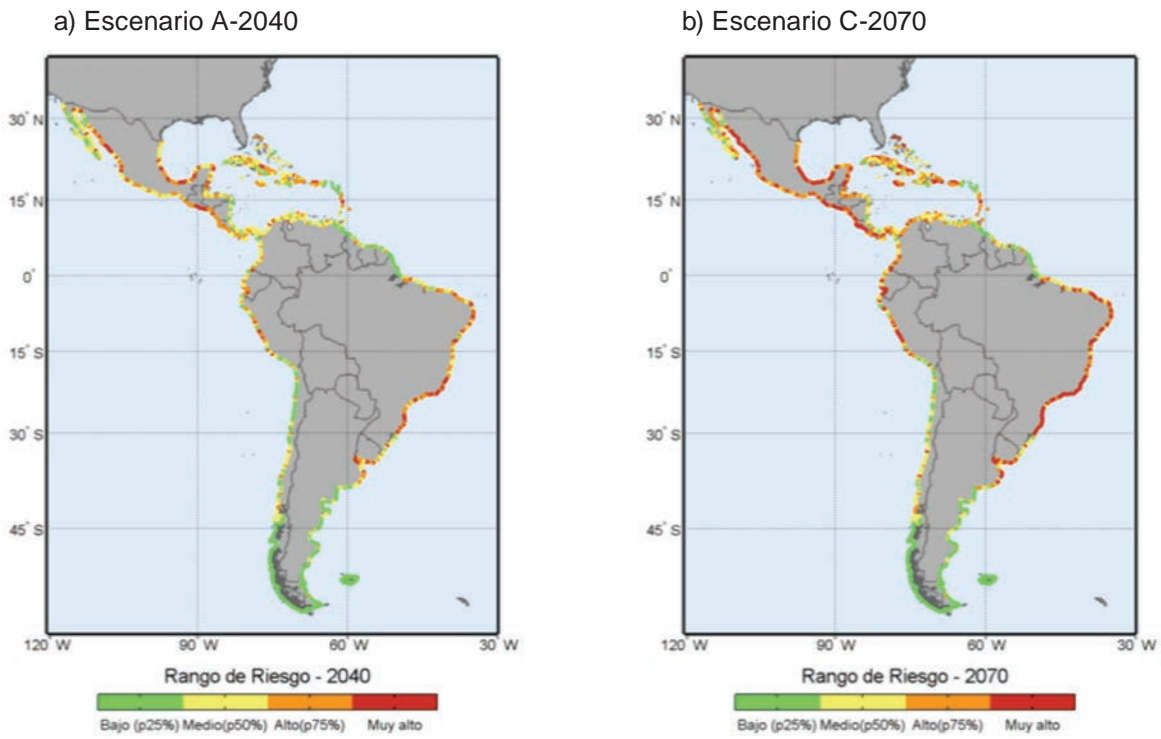 a) Escenario A-2040
b) Escenario C-2070
30° N
15° N
0°
15° S
30° S
45° S
120° W
90° W
60° W
30 W
Rango de Riesgo - 2040
Bajo (p25%) Medio(p50%) Alto(p75%) Muy alto
30° N
15° N
0°
15° S
30° S
45° S
120° W
90° W
60° W
30 W
Rango de Riesgo - 2070
Bajo (p25%) Medio(p50%) Alto(p75%) Muy alto